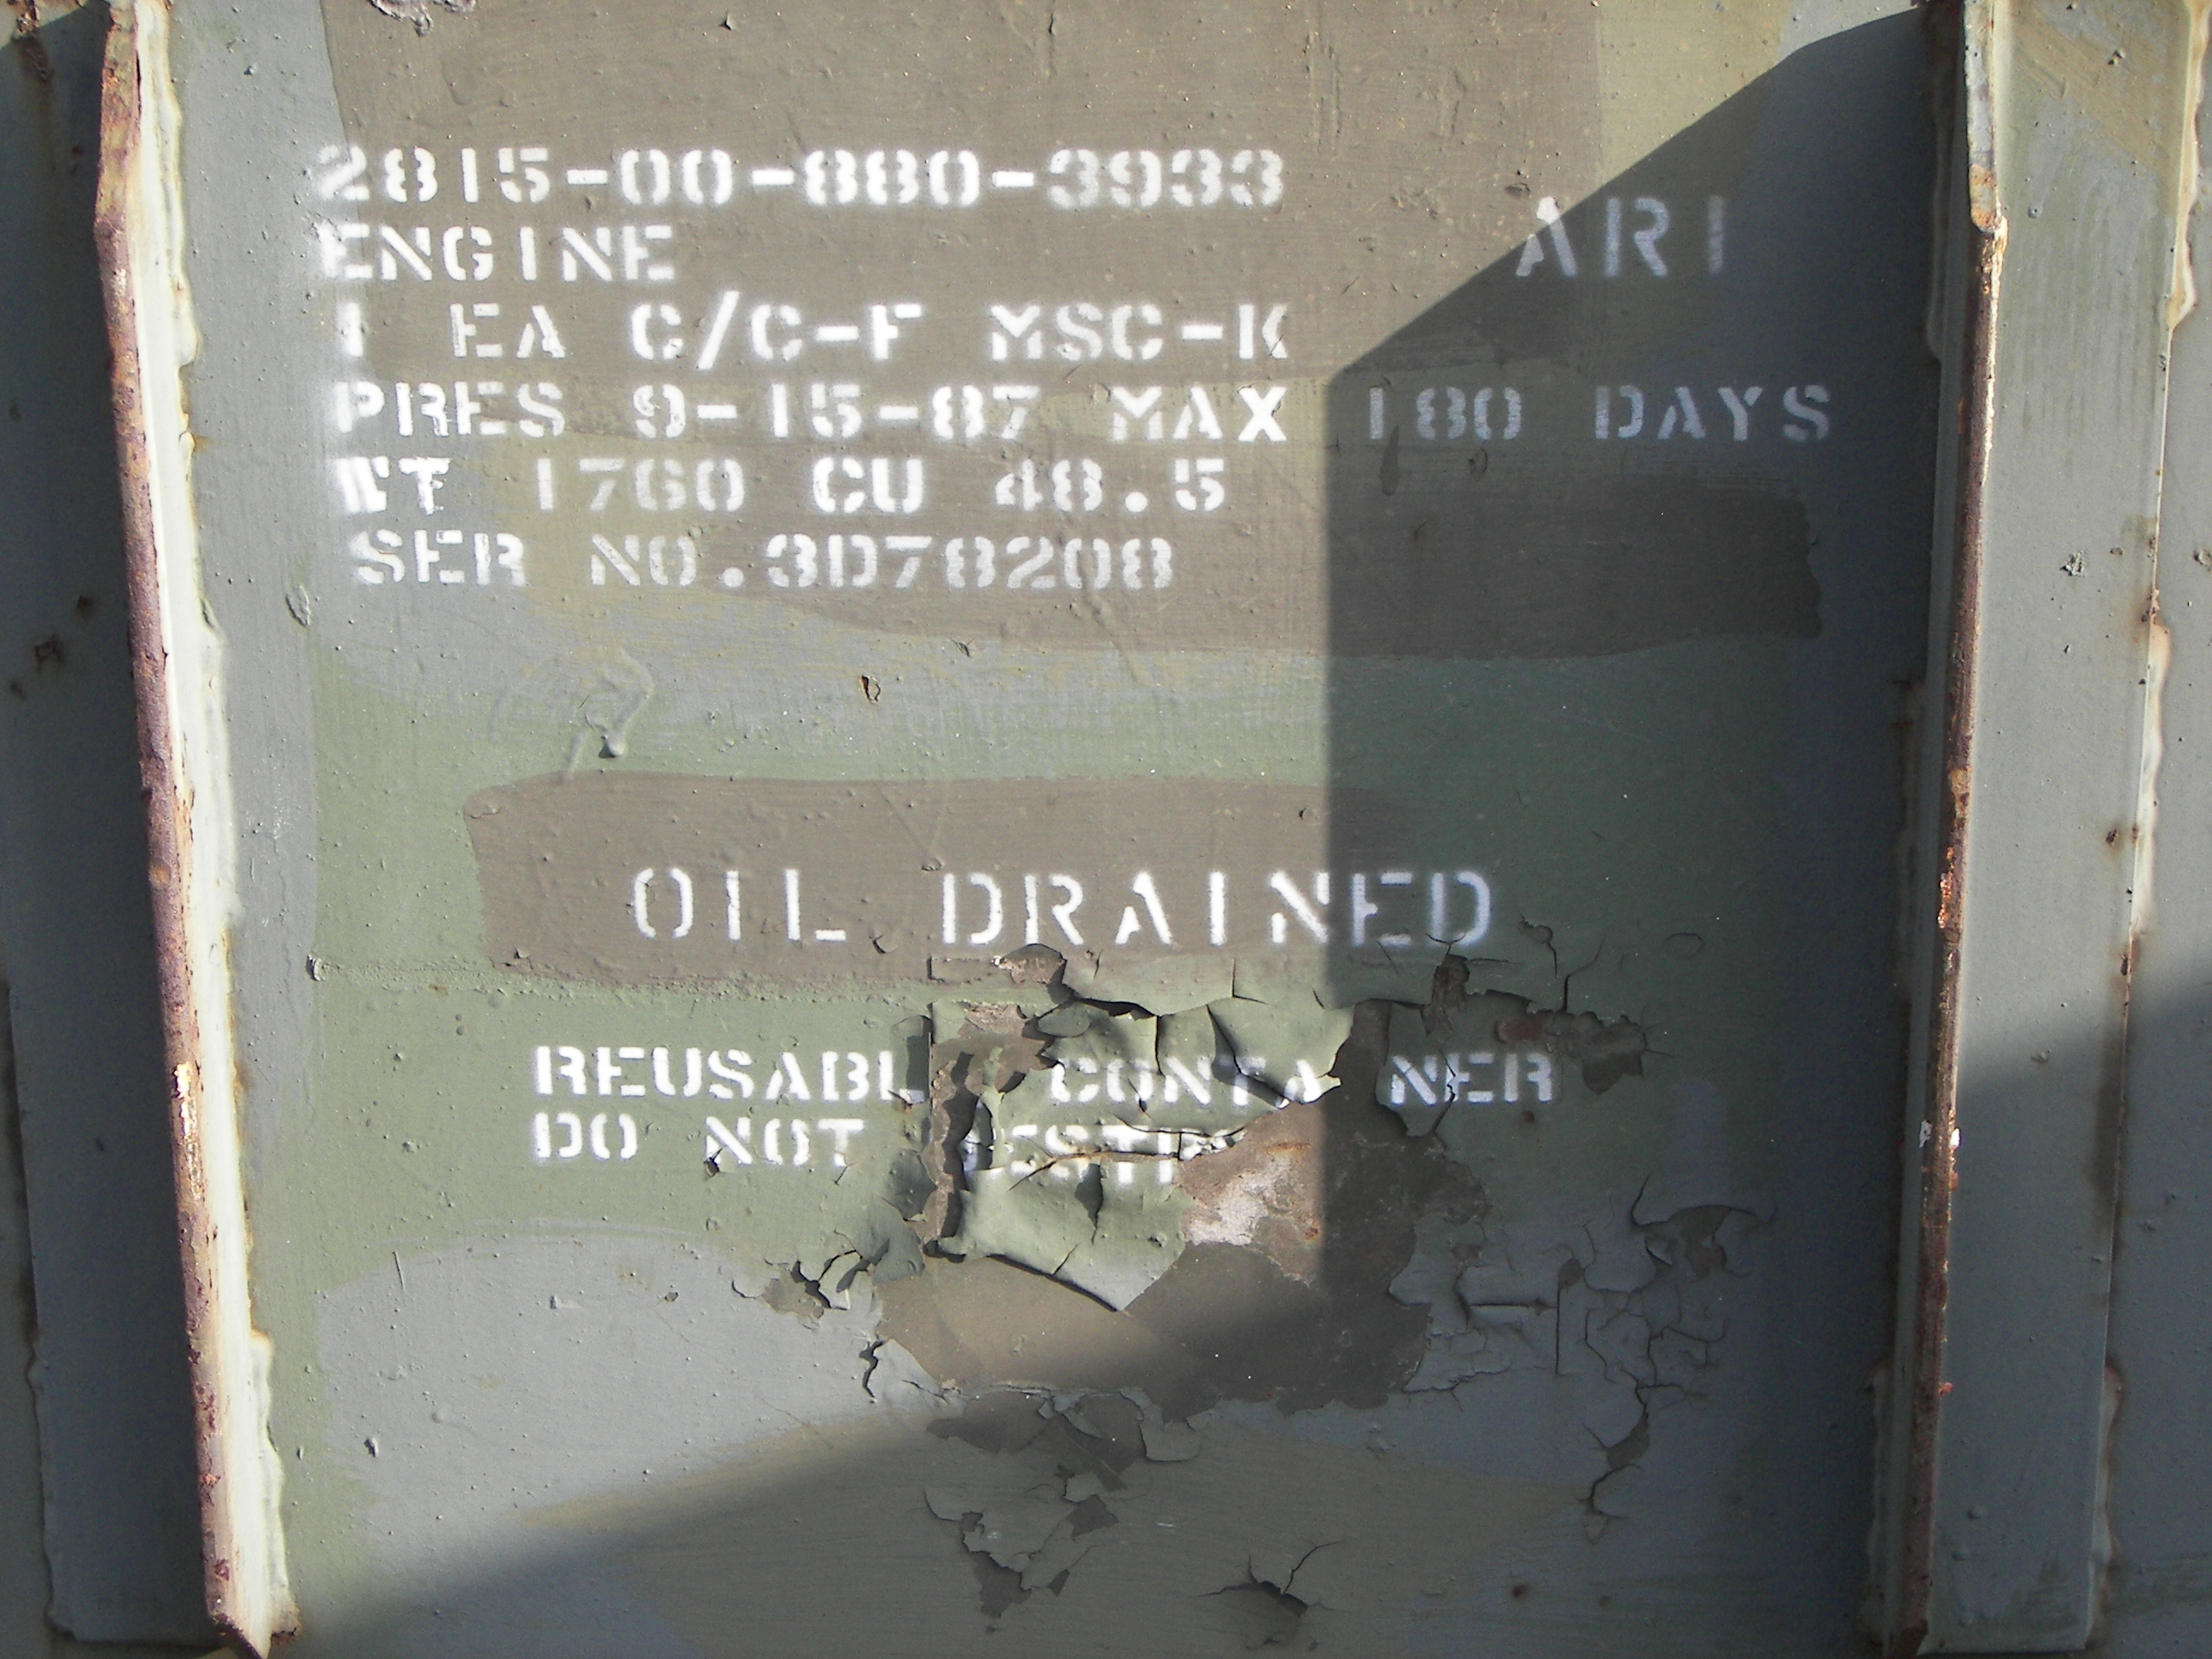 2815-00-880-3933
ENGINE
ARI
1 EA C/C-F MSC-K
PRES 9-15-87 MAX 180 DAYS
WT 1760 CU 48.5
SER NO.3D78208
OIL DRAINED
REUSABL CONTA NER
DO NOT